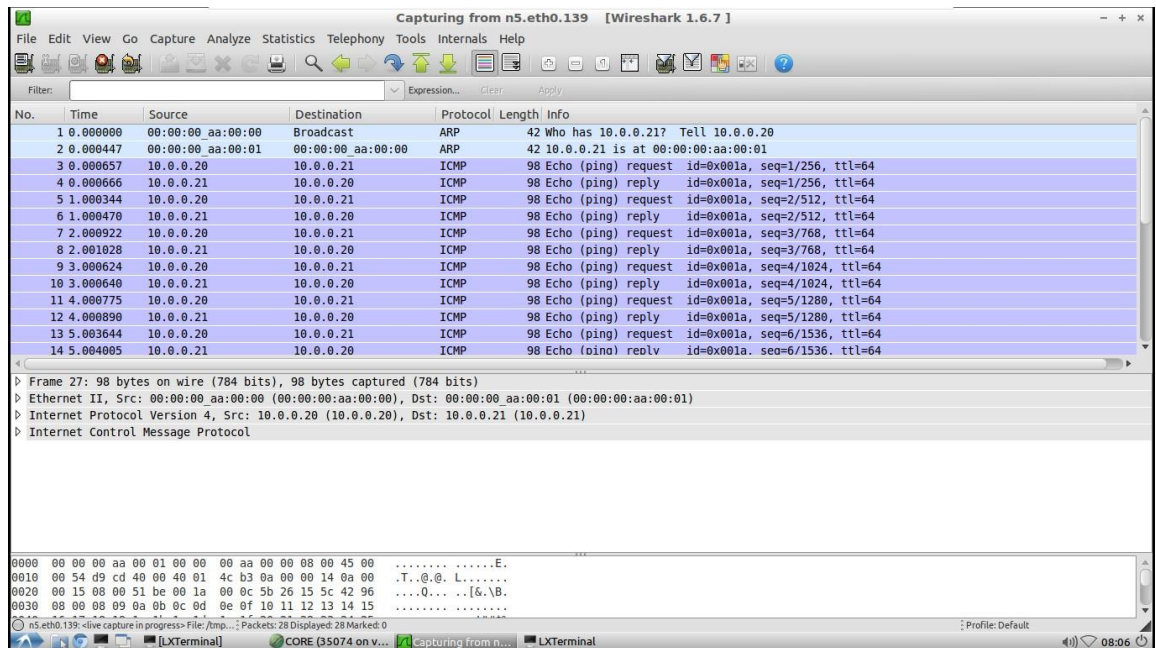 Capturing from n5.eth0.139 [Wireshark 1.6.7 ]
File Edit View Go Capture Analyze Statistics Telephony Tools Internals Help
Filter: Expression... Clear Apply
No. Time Source Destination Protocol Length Info
1 0.000000 00:00:00_aa:00:00 Broadcast ARP 42 Who has 10.0.0.21? Tell 10.0.0.20
2 0.000447 00:00:00_aa:00:01 00:00:00_aa:00:00 ARP 42 10.0.0.21 is at 00:00:00:aa:00:01
3 0.000657 10.0.0.20 10.0.0.21 ICMP 98 Echo (ping) request id=0x001a, seq=1/256, ttl=64
4 0.000666 10.0.0.21 10.0.0.20 ICMP 98 Echo (ping) reply id=0x001a, seq=1/256, ttl=64
5 1.000344 10.0.0.20 10.0.0.21 ICMP 98 Echo (ping) request id=0x001a, seq=2/512, ttl=64
6 1.000470 10.0.0.21 10.0.0.20 ICMP 98 Echo (ping) reply id=0x001a, seq=2/512, ttl=64
7 2.000922 10.0.0.20 10.0.0.21 ICMP 98 Echo (ping) request id=0x001a, seq=3/768, ttl=64
8 2.001028 10.0.0.21 10.0.0.20 ICMP 98 Echo (ping) reply id=0x001a, seq=3/768, ttl=64
9 3.000624 10.0.0.20 10.0.0.21 ICMP 98 Echo (ping) request id=0x001a, seq=4/1024, ttl=64
10 3.000640 10.0.0.21 10.0.0.20 ICMP 98 Echo (ping) reply id=0x001a, seq=4/1024, ttl=64
11 4.000775 10.0.0.20 10.0.0.21 ICMP 98 Echo (ping) request id=0x001a, seq=5/1280, ttl=64
12 4.000890 10.0.0.21 10.0.0.20 ICMP 98 Echo (ping) reply id=0x001a, seq=5/1280, ttl=64
13 5.003644 10.0.0.20 10.0.0.21 ICMP 98 Echo (ping) request id=0x001a, seq=6/1536, ttl=64
14 5.004005 10.0.0.21 10.0.0.20 ICMP 98 Echo (ping) reply id=0x001a, seq=6/1536, ttl=64
Frame 27: 98 bytes on wire (784 bits), 98 bytes captured (784 bits)
Ethernet II, Src: 00:00:00_aa:00:00 (00:00:00:aa:00:00), Dst: 00:00:00_aa:00:01 (00:00:00:aa:00:01)
Internet Protocol Version 4, Src: 10.0.0.20 (10.0.0.20), Dst: 10.0.0.21 (10.0.0.21)
Internet Control Message Protocol
0000 00 00 00 aa 00 01 00 00 00 aa 00 00 08 00 45 00 ........ ......E.
0010 00 54 d9 cd 40 00 40 01 4c b3 0a 00 00 14 0a 00 .T..@.@. L.......
0020 00 15 08 00 51 be 00 1a 00 0c 5b 26 15 5c 42 96 ....Q... ..[&.\B.
0030 08 00 08 09 0a 0b 0c 0d 0e 0f 10 11 12 13 14 15 ........ ........
n5.eth0.139: <live capture in progress> File: /tmp... Packets: 28 Displayed: 28 Marked: 0 Profile: Default
[LXTerminal] CORE (35074 on v... Capturing from n... LXTerminal 08:06